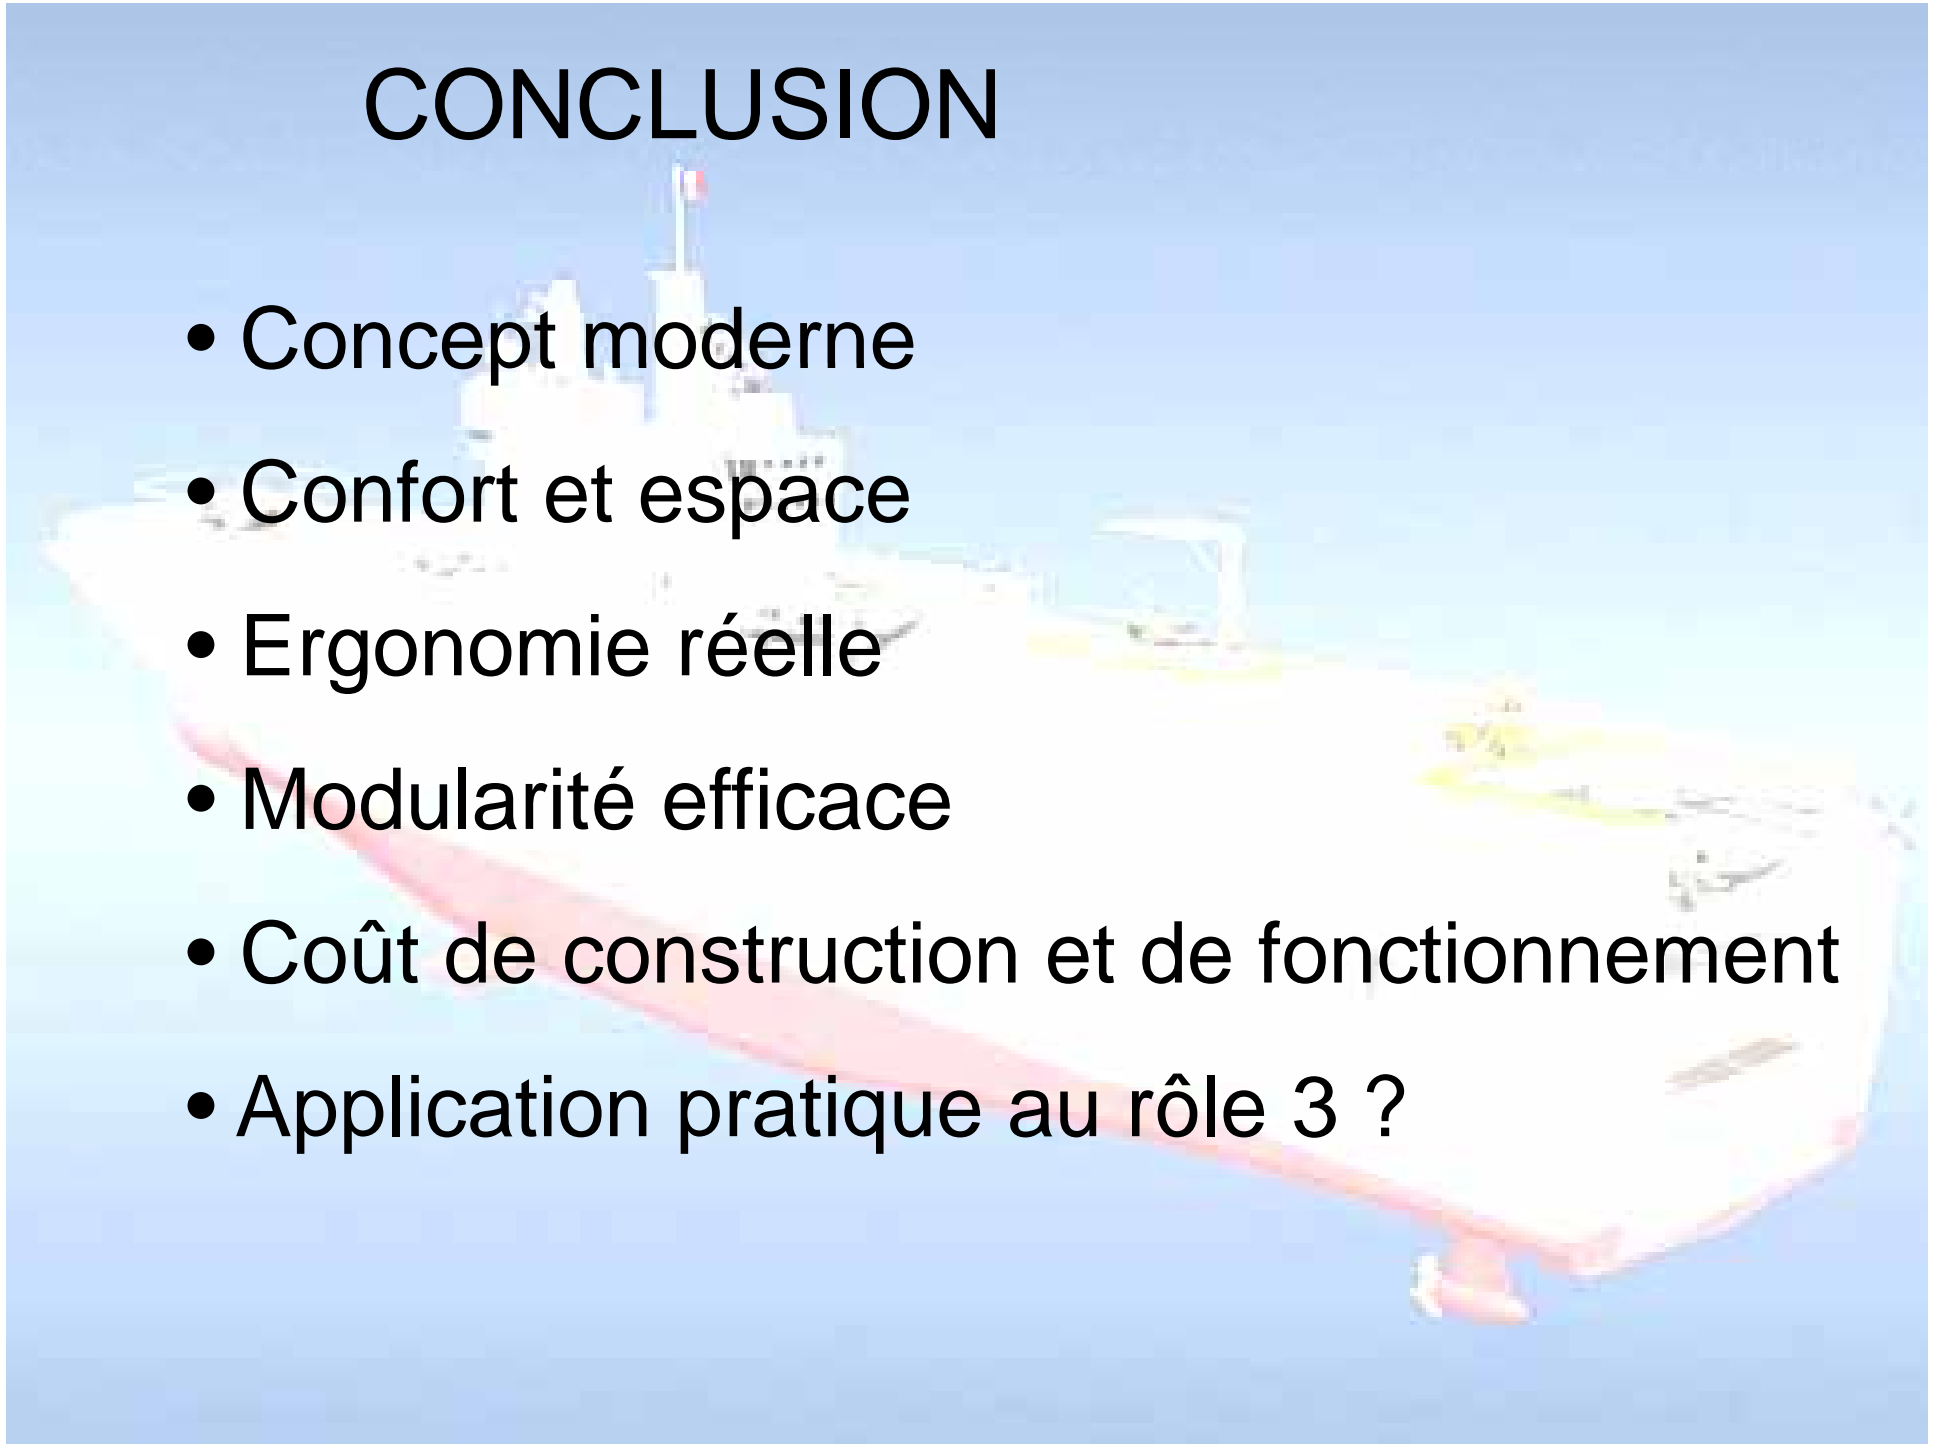 CONCLUSION
• Concept moderne
• Confort et espace
• Ergonomie réelle
• Modularité efficace
• Coût de construction et de fonctionnement
• Application pratique au rôle 3 ?